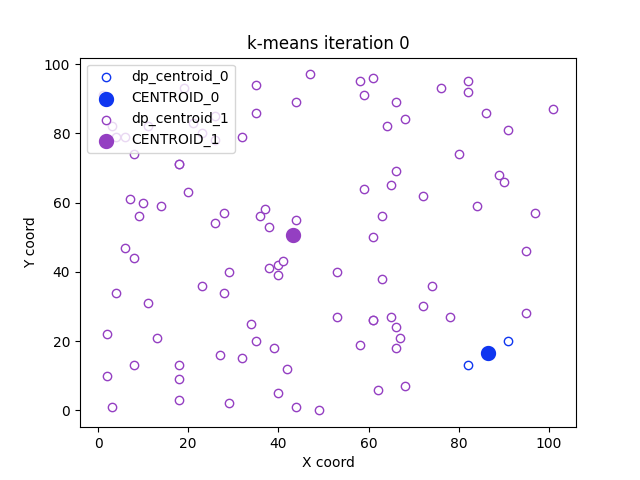 k-means iteration 0
dp_centroid_0
CENTROID_0
dp_centroid_1
CENTROID_1
Y coord
100
80
60
40
20
0
0 20 40 60 80 100
X coord